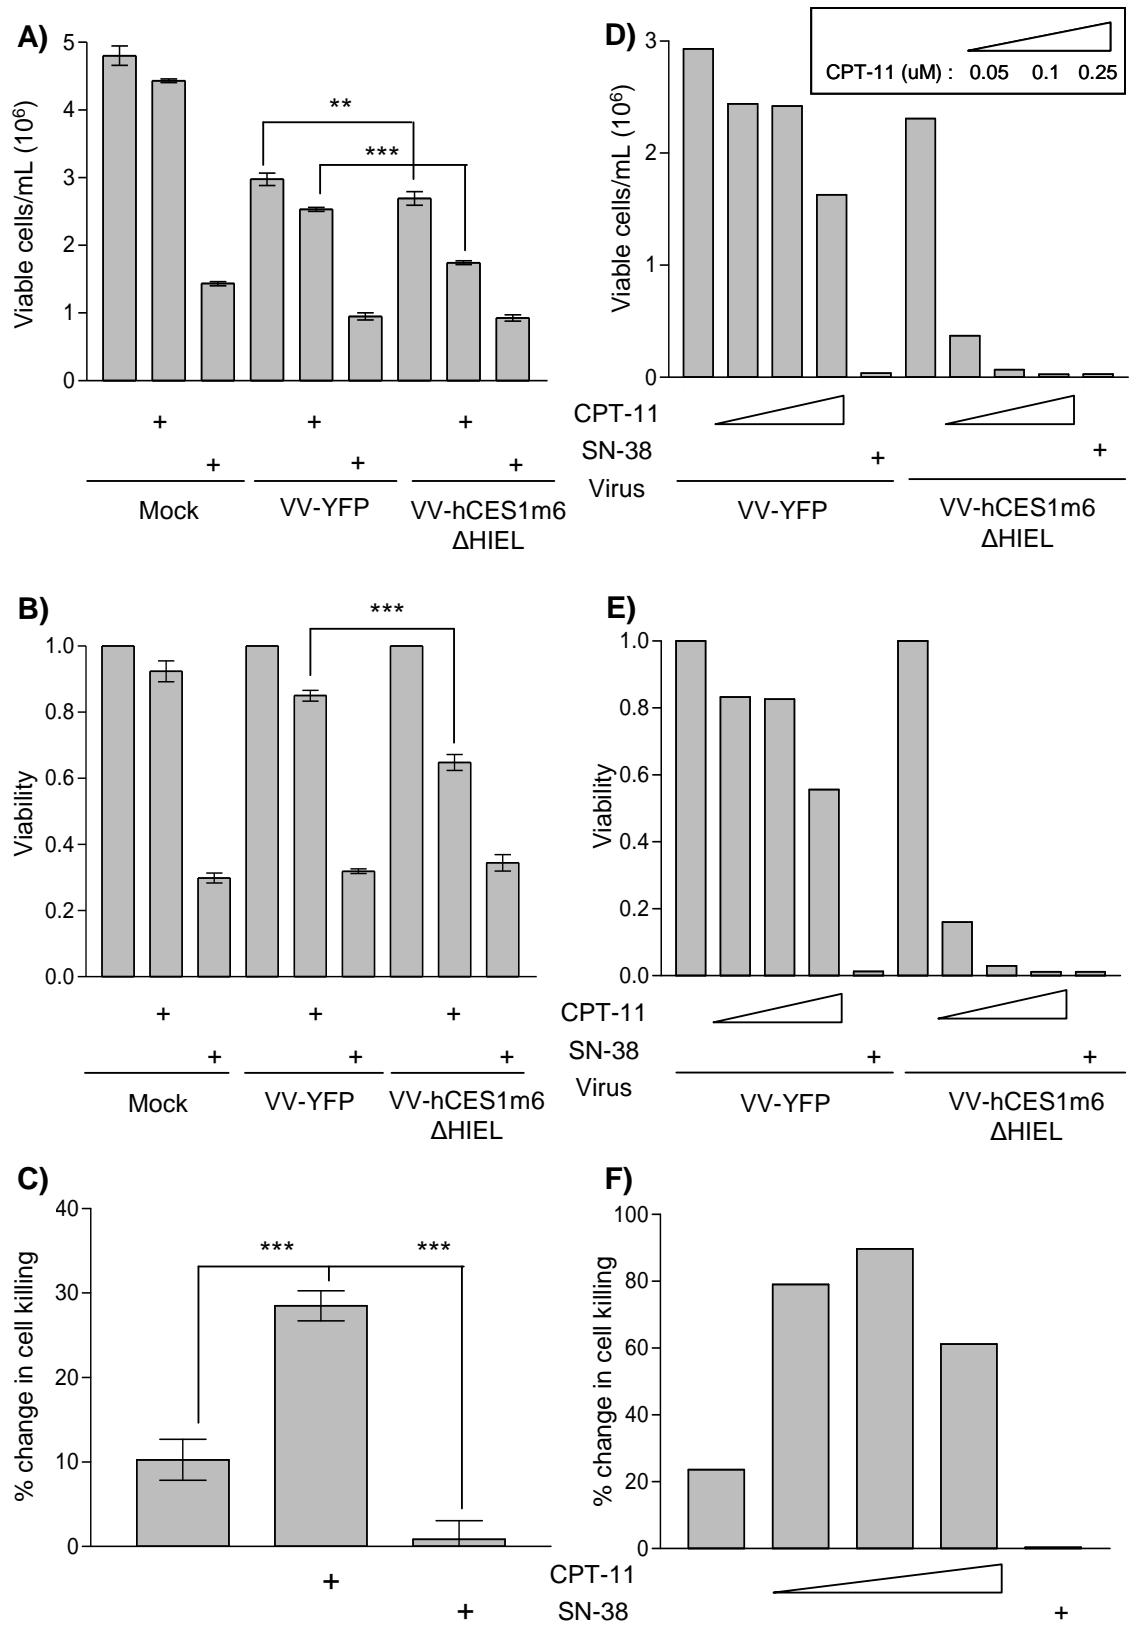 A)
Viable cells/mL (10⁶)
5
4
3
2
1
0
**
***
+ + +
+ + +
Mock VV-YFP VV-hCES1m6
ΔHIEL
D)
Viable cells/mL (10⁶)
3
2
1
0
CPT-11 (uM) : 0.05 0.1 0.25
CPT-11
SN-38 + +
Virus
VV-YFP VV-hCES1m6
ΔHIEL
B)
Viability
1.0
0.8
0.6
0.4
0.2
0.0
***
+ + +
+ + +
Mock VV-YFP VV-hCES1m6
ΔHIEL
E)
Viability
1.0
0.8
0.6
0.4
0.2
0.0
CPT-11
SN-38 + +
Virus
VV-YFP VV-hCES1m6
ΔHIEL
C)
% change in cell killing
40
30
20
10
0
*** ***
+
+
F)
% change in cell killing
100
80
60
40
20
0
CPT-11
SN-38 +